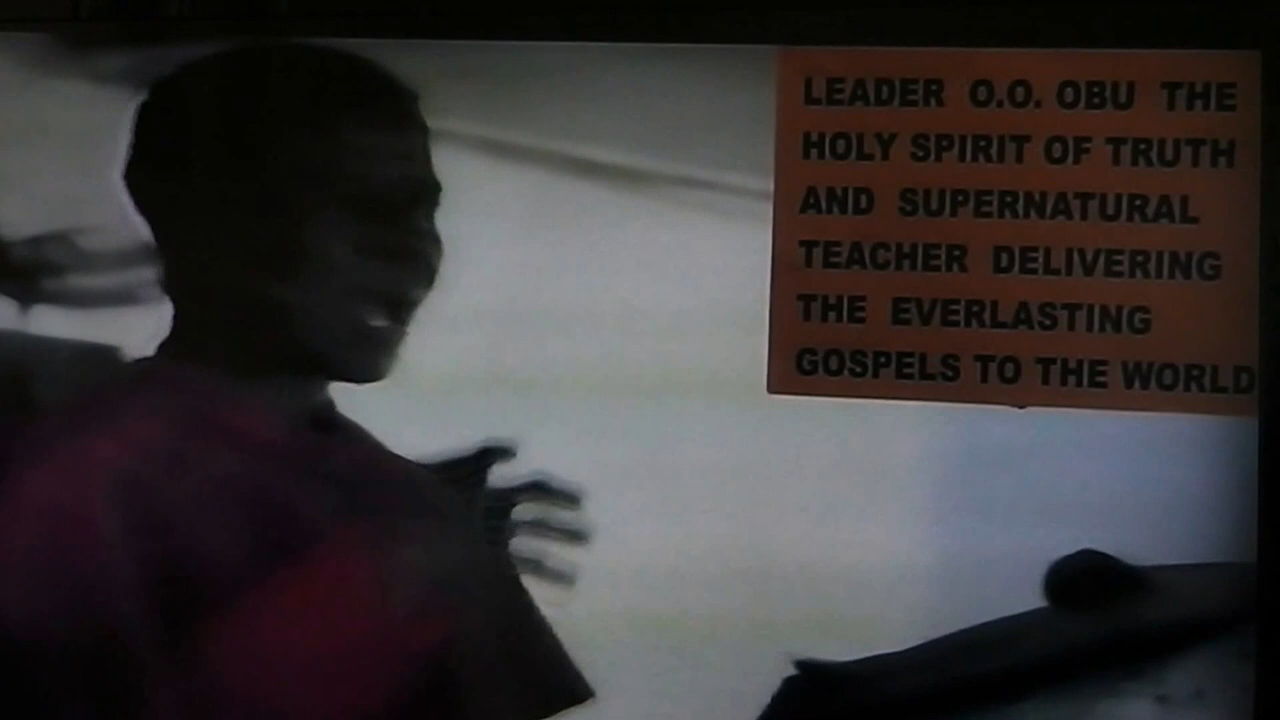 LEADER O.O. OBU THE
HOLY SPIRIT OF TRUTH
AND SUPERNATURAL
TEACHER DELIVERING
THE EVERLASTING
GOSPELS TO THE WORLD